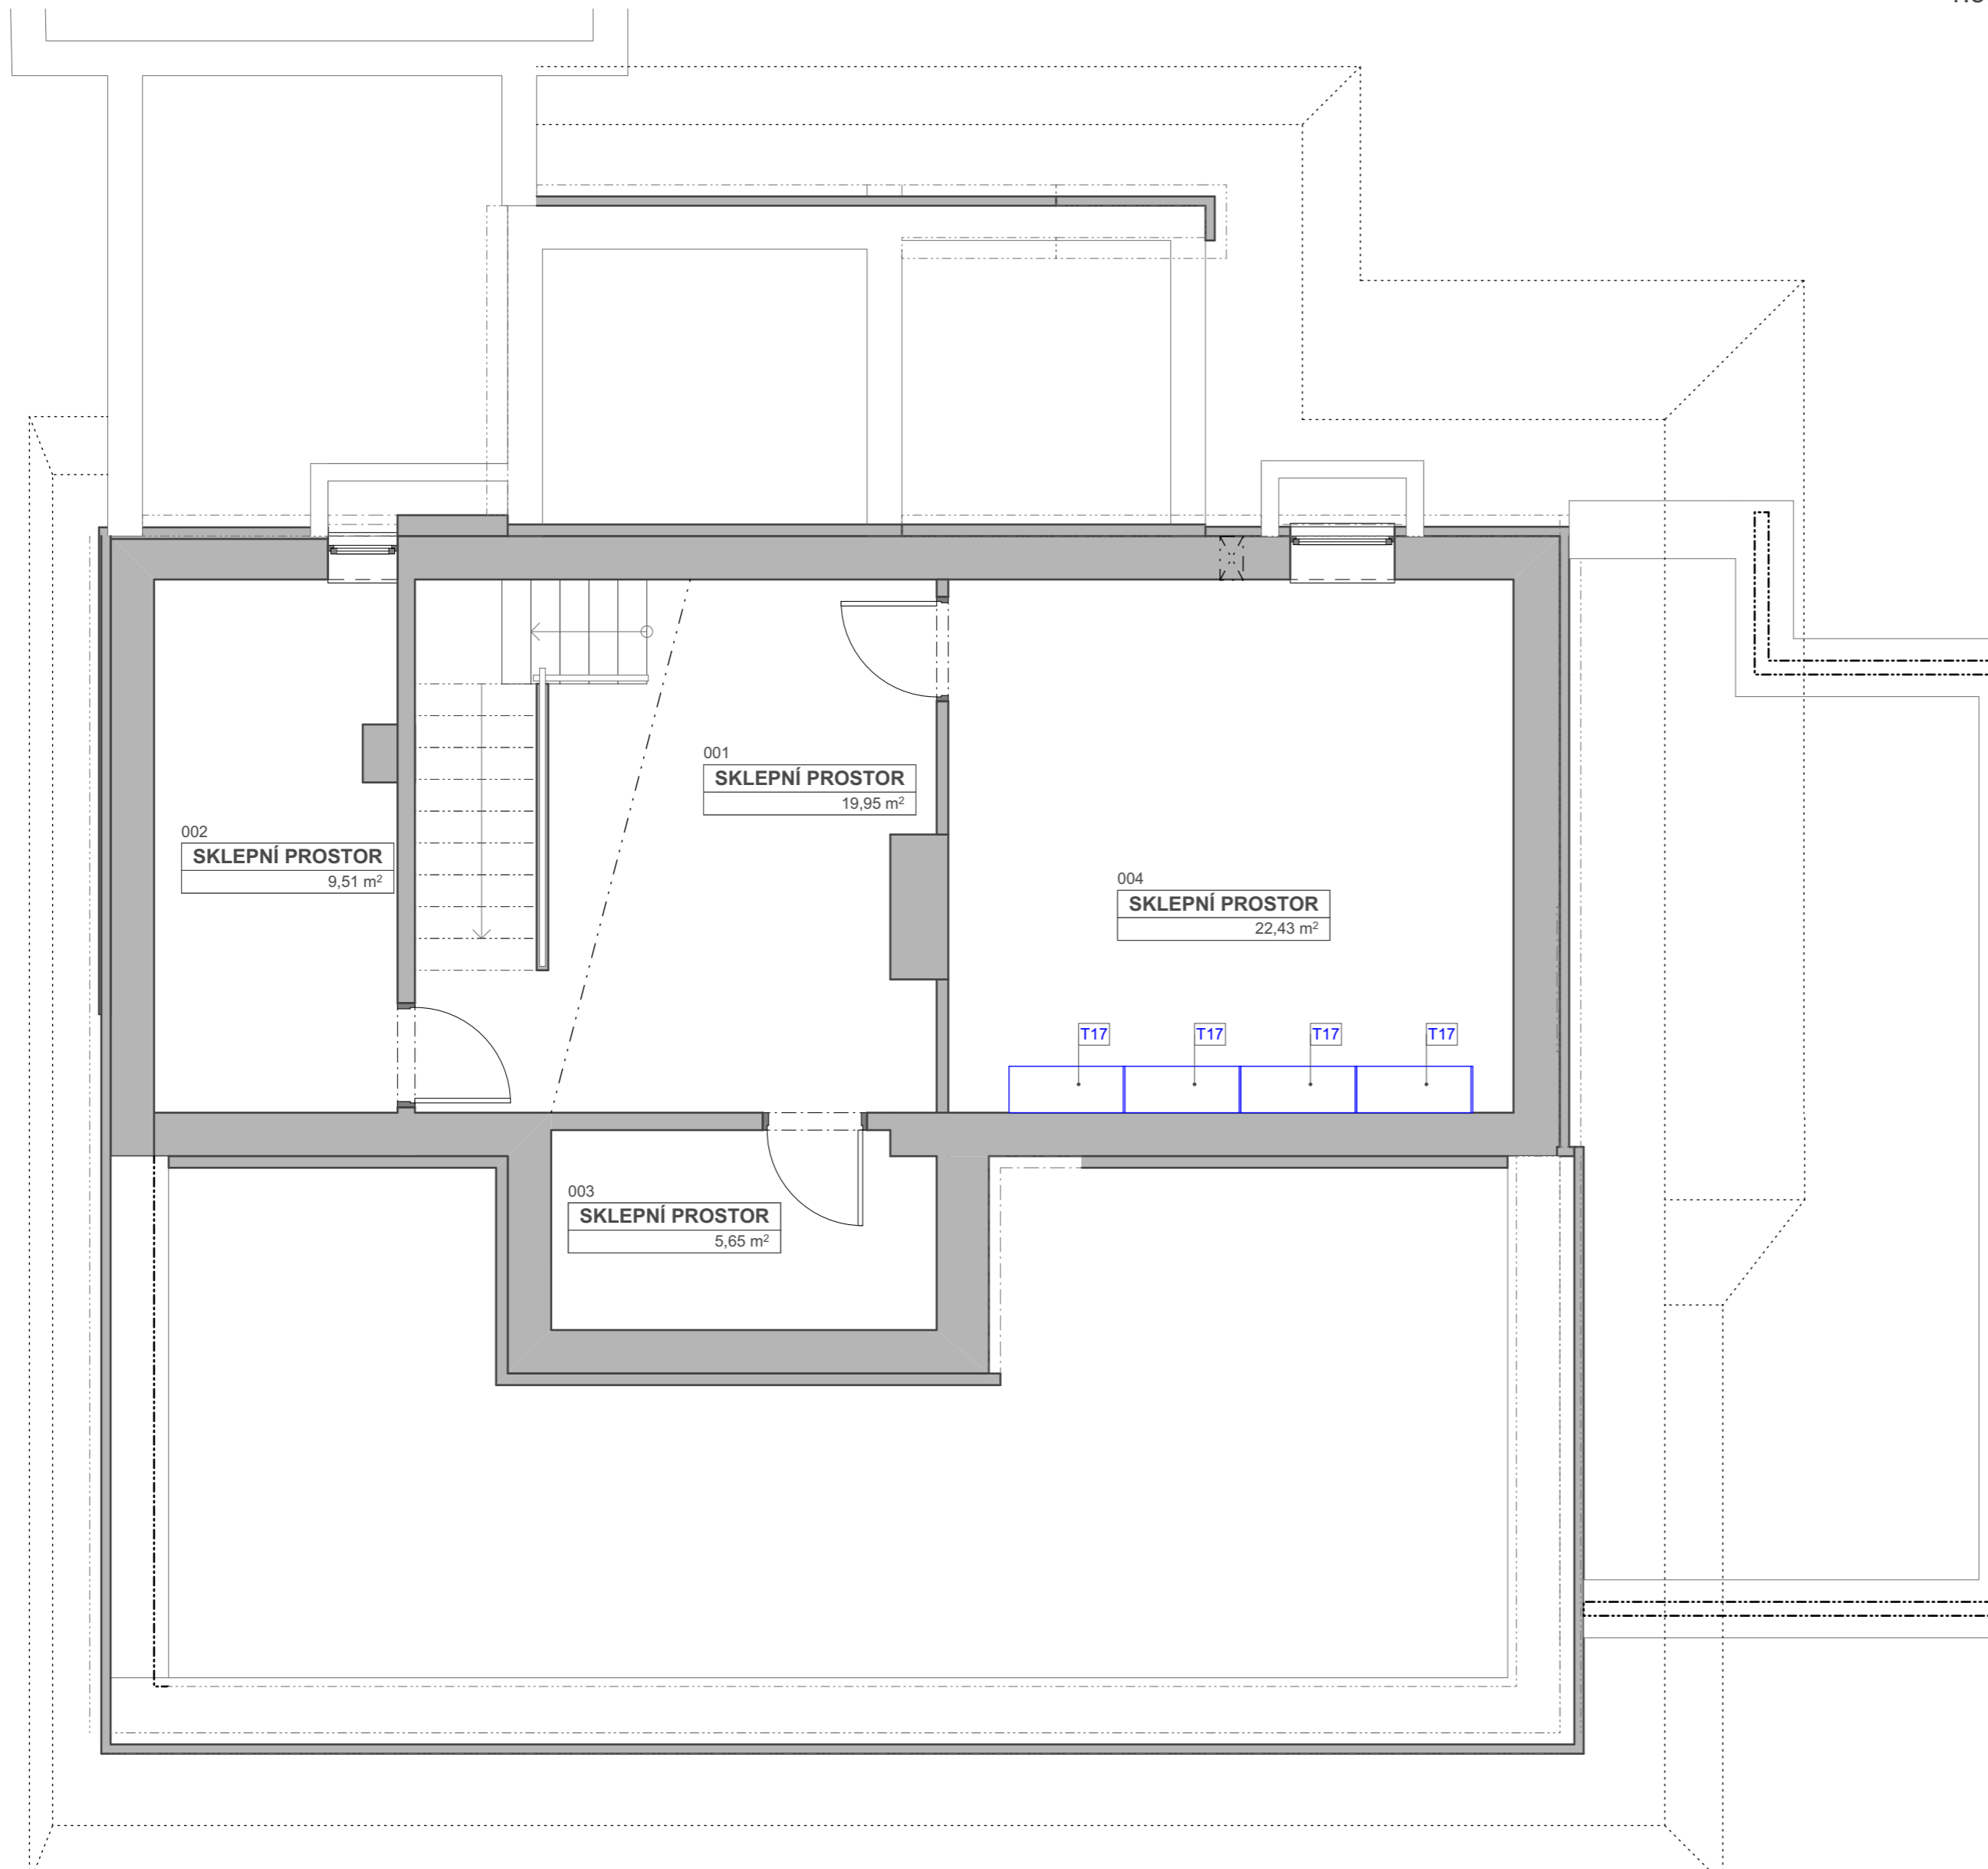 001
SKLEPNÍ PROSTOR
19,95 m²
002
SKLEPNÍ PROSTOR
9,51 m²
004
SKLEPNÍ PROSTOR
22,43 m²
T17 T17 T17 T17
003
SKLEPNÍ PROSTOR
5,65 m²